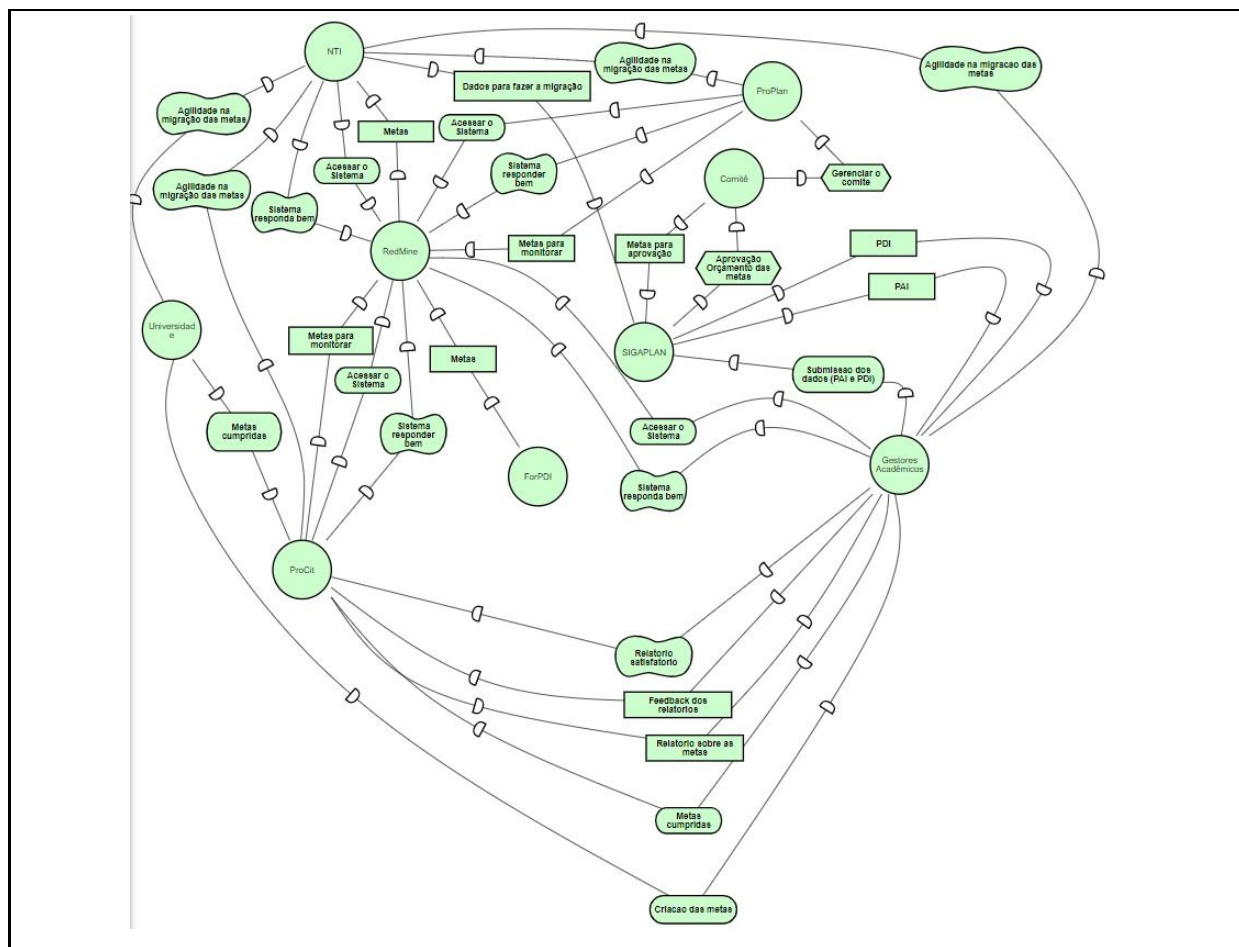 NTI
Agilidade na
migração das metas
Agilidade na migracao das
metas
Dados para fazer a migração
ProPlan
Agilidade na
migração das metas
Metas
Acessar o
Sistema
Acessar o
Sistema
Sistema
responder
bem
Comitê
Gerenciar o
comite
Agilidade na
migração das metas
Sistema
responda bem
RedMine
Metas para
monitorar
Metas para
aprovação
Aprovação
Orçamento das
metas
PDI
PAI
Universidad
e
Metas para
monitorar
Metas
SIGAPLAN
Submissao dos
dados (PAI e PDI)
Acessar o
Sistema
Metas
cumpridas
Sistema
responder
bem
Acessar o
Sistema
ForPDI
Sistema
responda bem
Gestores
Acadêmicos
ProCit
Relatorio
satisfatorio
Feedback dos
relatorios
Relatorio sobre as
metas
Metas
cumpridas
Criacao das metas